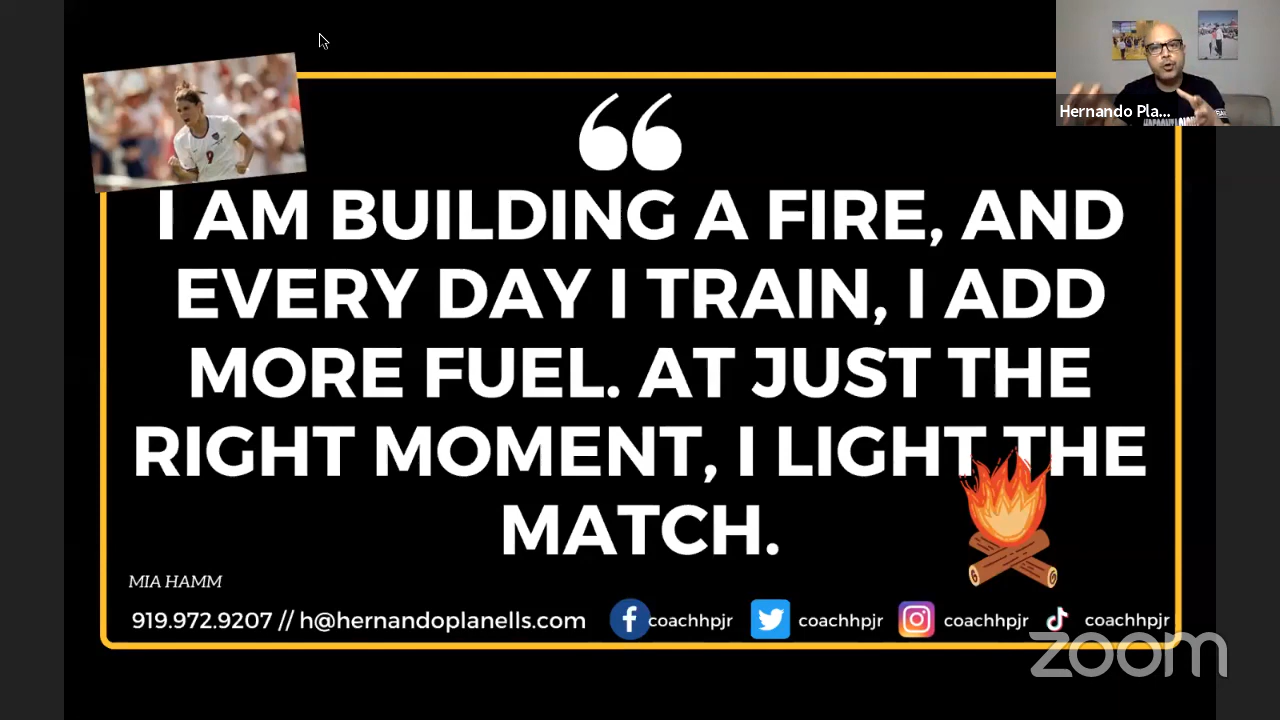 Hernando Pla...
I AM BUILDING A FIRE, AND
EVERY DAY I TRAIN, I ADD
MORE FUEL. AT JUST THE
RIGHT MOMENT, I LIGHT THE
MATCH.
MIA HAMM
919.972.9207 // h@hernandoplanells.com coachhpjr coachhpjr coachhpjr coachhpjr
zoom
9